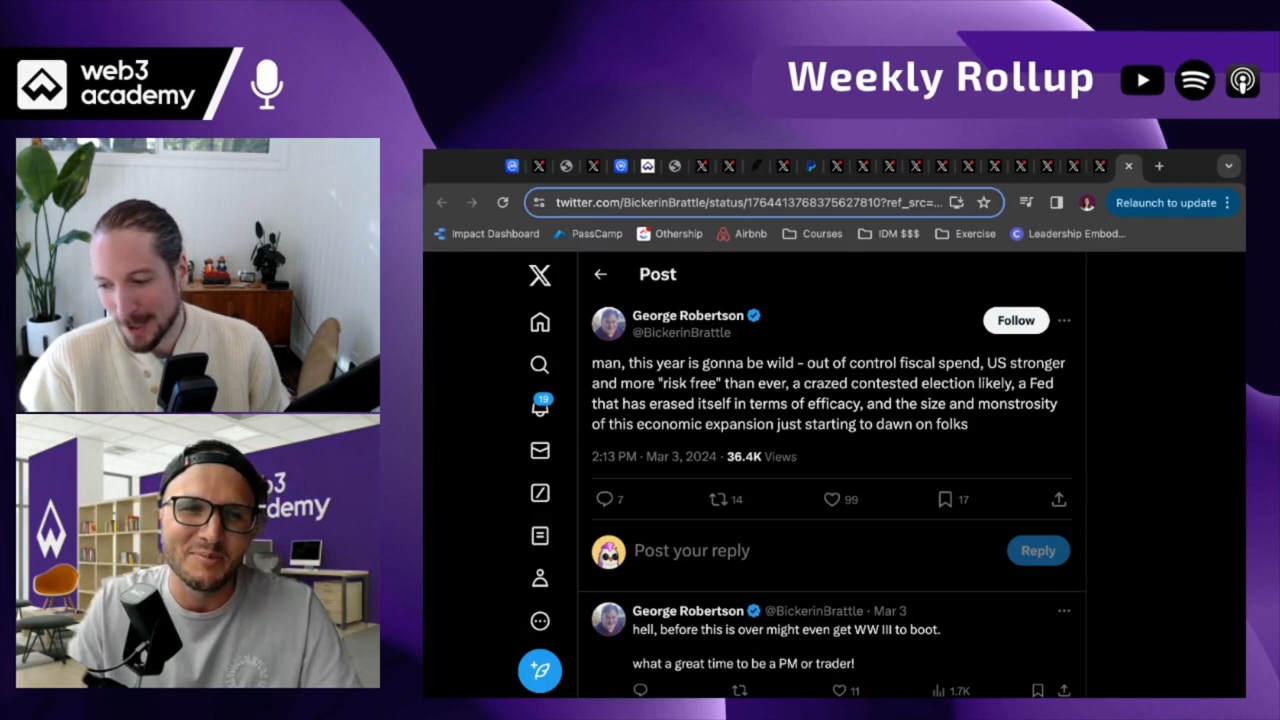 web3
academy
Weekly Rollup
twitter.com/BickerinBrattle/status/1764413768375627810?ref_src=...
Relaunch to update
Impact Dashboard
PassCamp
Othership
Airbnb
Courses
IDM $$$
Exercise
Leadership Embod...
Post
George Robertson
@BickerinBrattle
Follow
man, this year is gonna be wild - out of control fiscal spend, US stronger
and more "risk free" than ever, a crazed contested election likely, a Fed
that has erased itself in terms of efficacy, and the size and monstrosity
of this economic expansion just starting to dawn on folks
2:13 PM · Mar 3, 2024 · 36.4K Views
7
14
99
17
19
Post your reply
Reply
George Robertson @BickerinBrattle · Mar 3
hell, before this is over might even get WW III to boot.
what a great time to be a PM or trader!
11
1.7K
b3
demy